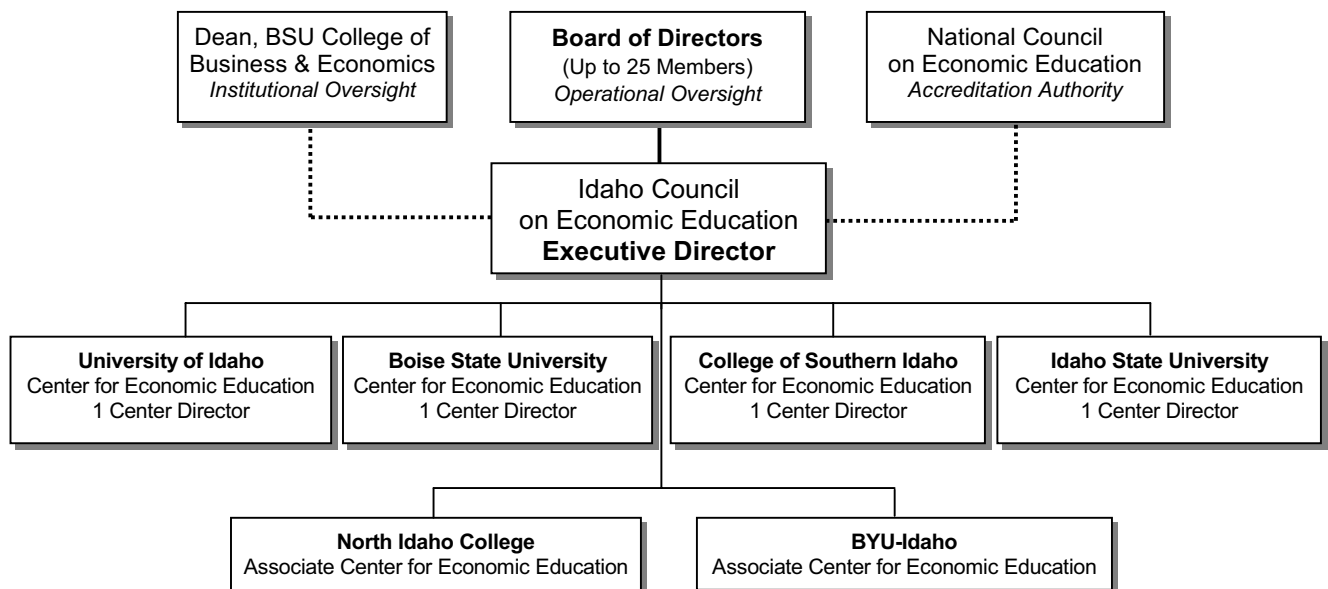 Dean, BSU College of
Business & Economics
Institutional Oversight
Board of Directors
(Up to 25 Members)
Operational Oversight
National Council
on Economic Education
Accreditation Authority
Idaho Council
on Economic Education
Executive Director
University of Idaho
Center for Economic Education
1 Center Director
Boise State University
Center for Economic Education
1 Center Director
College of Southern Idaho
Center for Economic Education
1 Center Director
Idaho State University
Center for Economic Education
1 Center Director
North Idaho College
Associate Center for Economic Education
BYU-Idaho
Associate Center for Economic Education